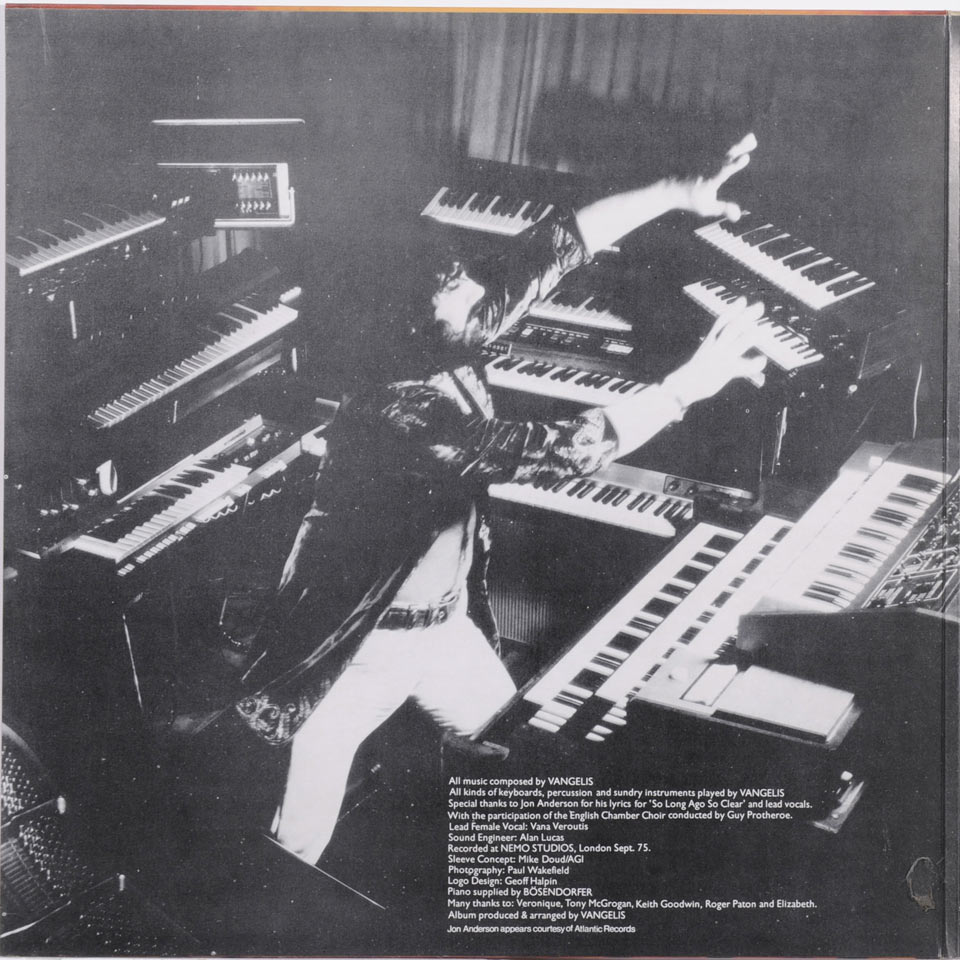 All music composed by VANGELIS
All kinds of keyboards, percussion and sundry instruments played by VANGELIS
Special thanks to Jon Anderson for his lyrics for 'So Long Ago So Clear' and lead vocals.
With the participation of the English Chamber Choir conducted by Guy Protheroe.
Lead Female Vocal: Vana Veroutis
Sound Engineer: Alan Lucas
Recorded at NEMO STUDIOS, London Sept. 75.
Sleeve Concept: Mike Doud/AGI
Photography: Paul Wakefield
Logo Design: Geoff Halpin
Piano supplied by BÖSENDORFER
Many thanks to: Veronique, Tony McGrogan, Keith Goodwin, Roger Paton and Elizabeth.
Album produced & arranged by VANGELIS
Jon Anderson appears courtesy of Atlantic Records